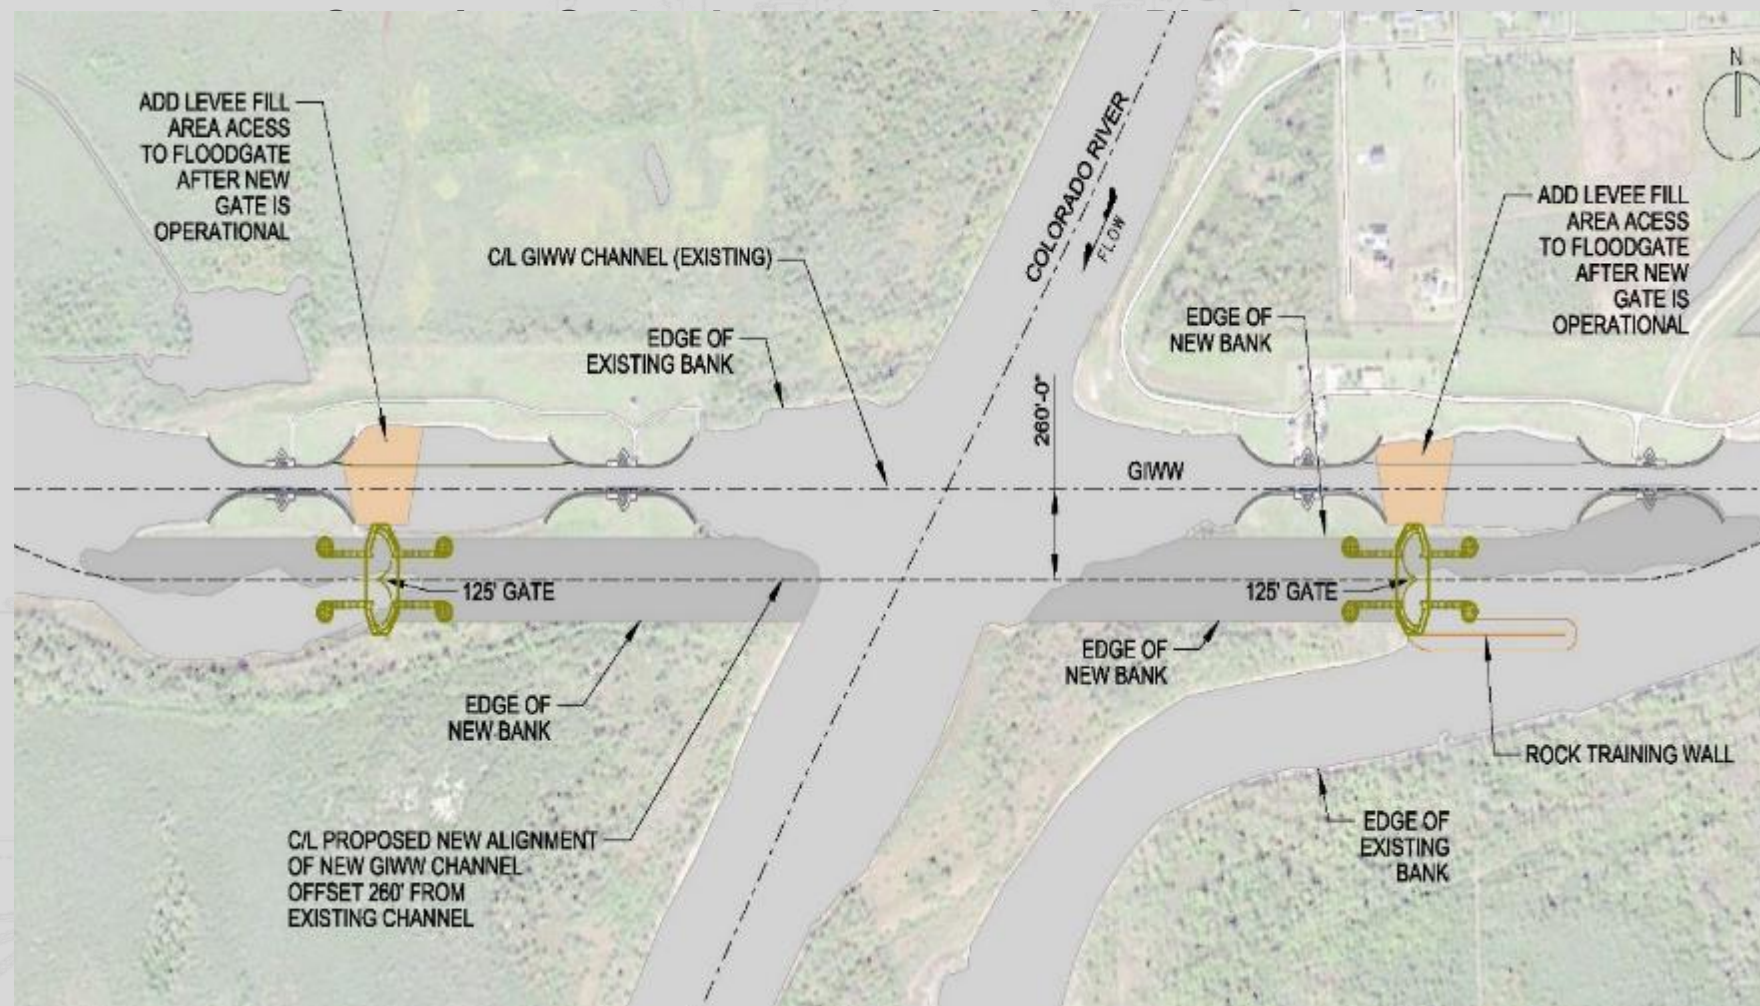 N
ADD LEVEE FILL
AREA ACESS
TO FLOODGATE
AFTER NEW
GATE IS
OPERATIONAL
C/L GIWW CHANNEL (EXISTING)
COLORADO RIVER
FLOW
ADD LEVEE FILL
AREA ACESS
TO FLOODGATE
AFTER NEW
GATE IS
OPERATIONAL
EDGE OF
EXISTING BANK
EDGE OF
NEW BANK
260'-0"
GIWW
125' GATE
125' GATE
EDGE OF
NEW BANK
EDGE OF
NEW BANK
ROCK TRAINING WALL
C/L PROPOSED NEW ALIGNMENT
OF NEW GIWW CHANNEL
OFFSET 260' FROM
EXISTING CHANNEL
EDGE OF
EXISTING
BANK